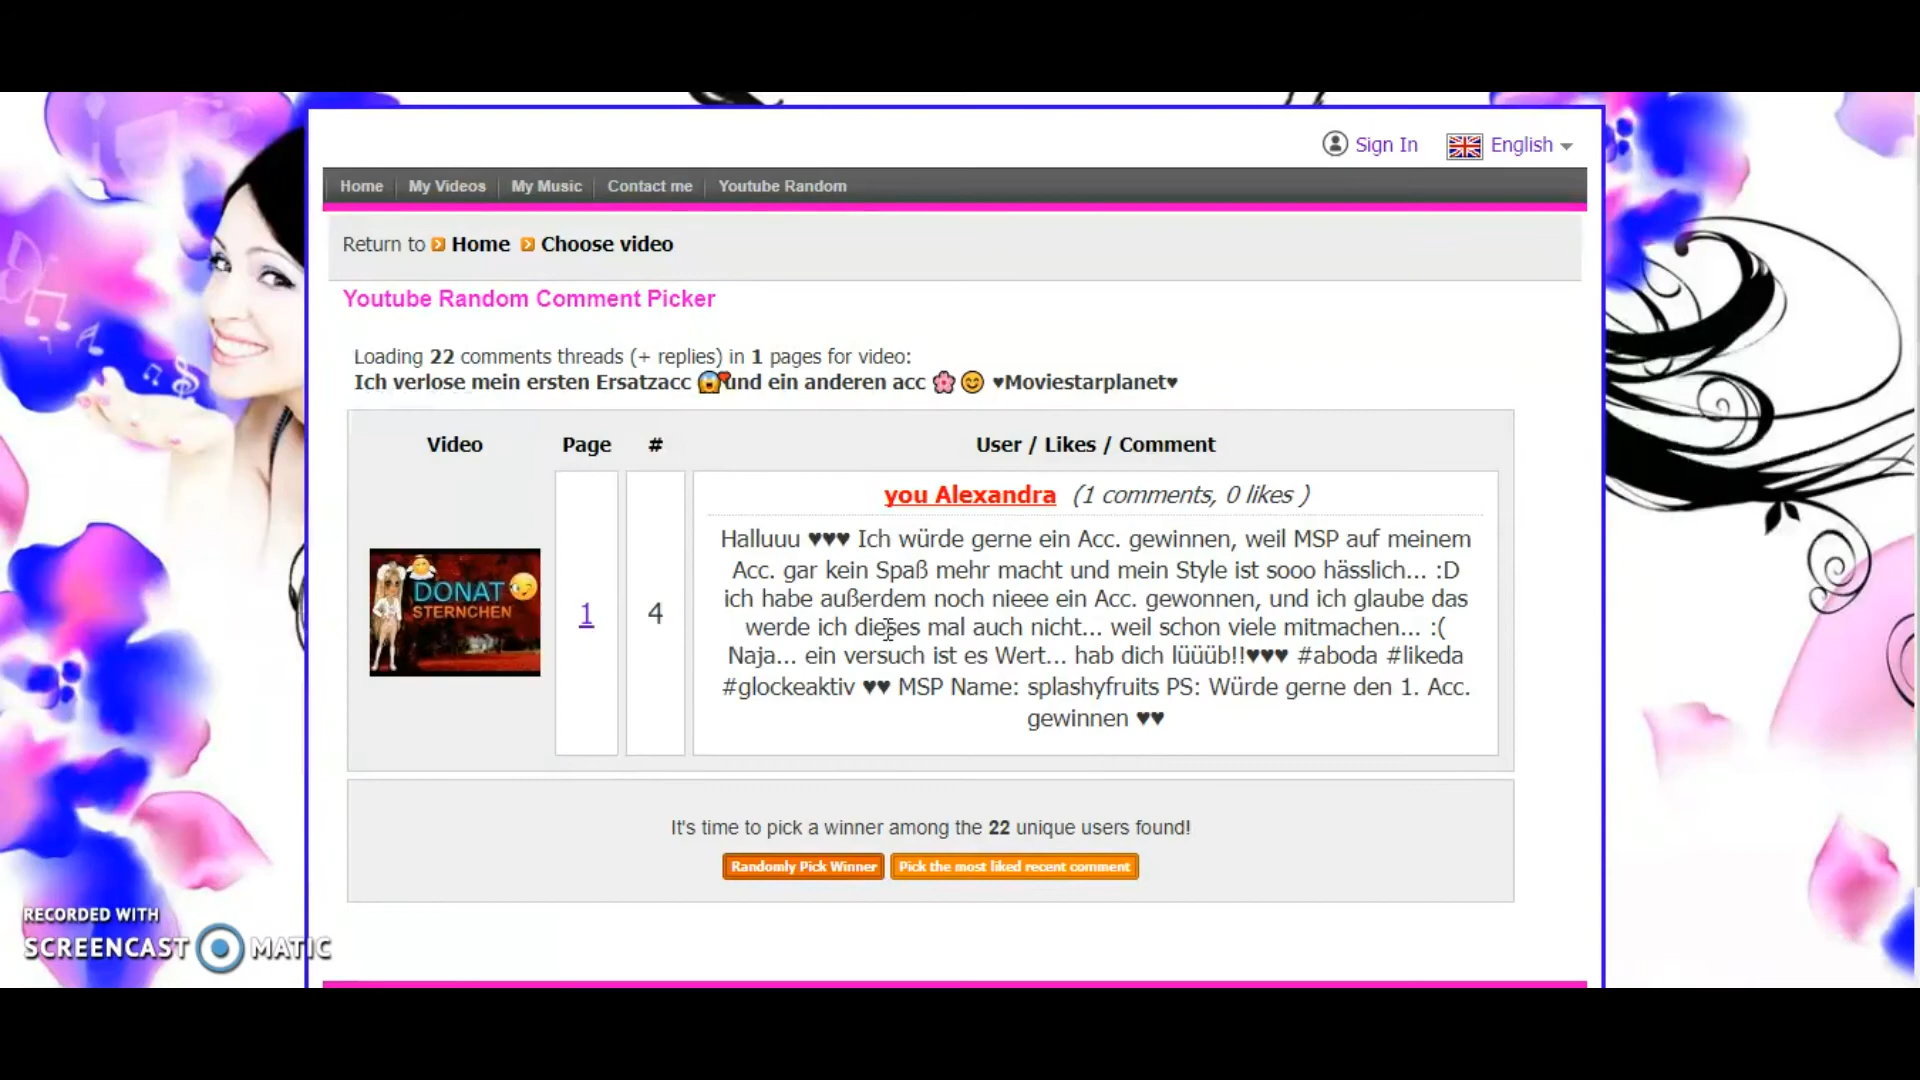 Sign In English
Home My Videos My Music Contact me Youtube Random
Return to Home Choose video
Youtube Random Comment Picker
Loading 22 comments threads (+ replies) in 1 pages for video:
Ich verlose mein ersten Ersatzacc 😱und ein anderen acc 🌸 😊 ♥Moviestarplanet♥
Video Page # User / Likes / Comment
you Alexandra (1 comments, 0 likes )
Halluuu ♥♥♥ Ich würde gerne ein Acc. gewinnen, weil MSP auf meinem
Acc. gar kein Spaß mehr macht und mein Style ist sooo hässlich... :D
ich habe außerdem noch nieee ein Acc. gewonnen, und ich glaube das
werde ich dieses mal auch nicht... weil schon viele mitmachen... :(
Naja... ein versuch ist es Wert... hab dich lüüüb!!♥♥♥ #aboda #likeda
#glockeaktiv ♥♥ MSP Name: splashyfruits PS: Würde gerne den 1. Acc.
gewinnen ♥♥
DONAT
STERNCHEN
1 4
It's time to pick a winner among the 22 unique users found!
Randomly Pick Winner Pick the most liked recent comment
RECORDED WITH
SCREENCAST MATIC